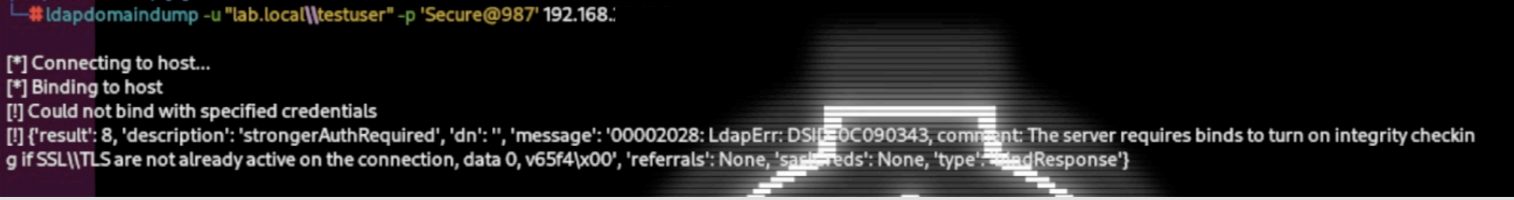 └─# ldapdomaindump -u "lab.local\\testuser" -p 'Secure@987' 192.168.
[*] Connecting to host...
[*] Binding to host
[!] Could not bind with specified credentials
[!] {'result': 8, 'description': 'strongerAuthRequired', 'dn': '', 'message': '00002028: LdapErr: DSID-0C090343, comment: The server requires binds to turn on integrity checkin
g if SSL\\TLS are not already active on the connection, data 0, v65f4\x00', 'referrals': None, 'saslCreds': None, 'type': 'bindResponse'}